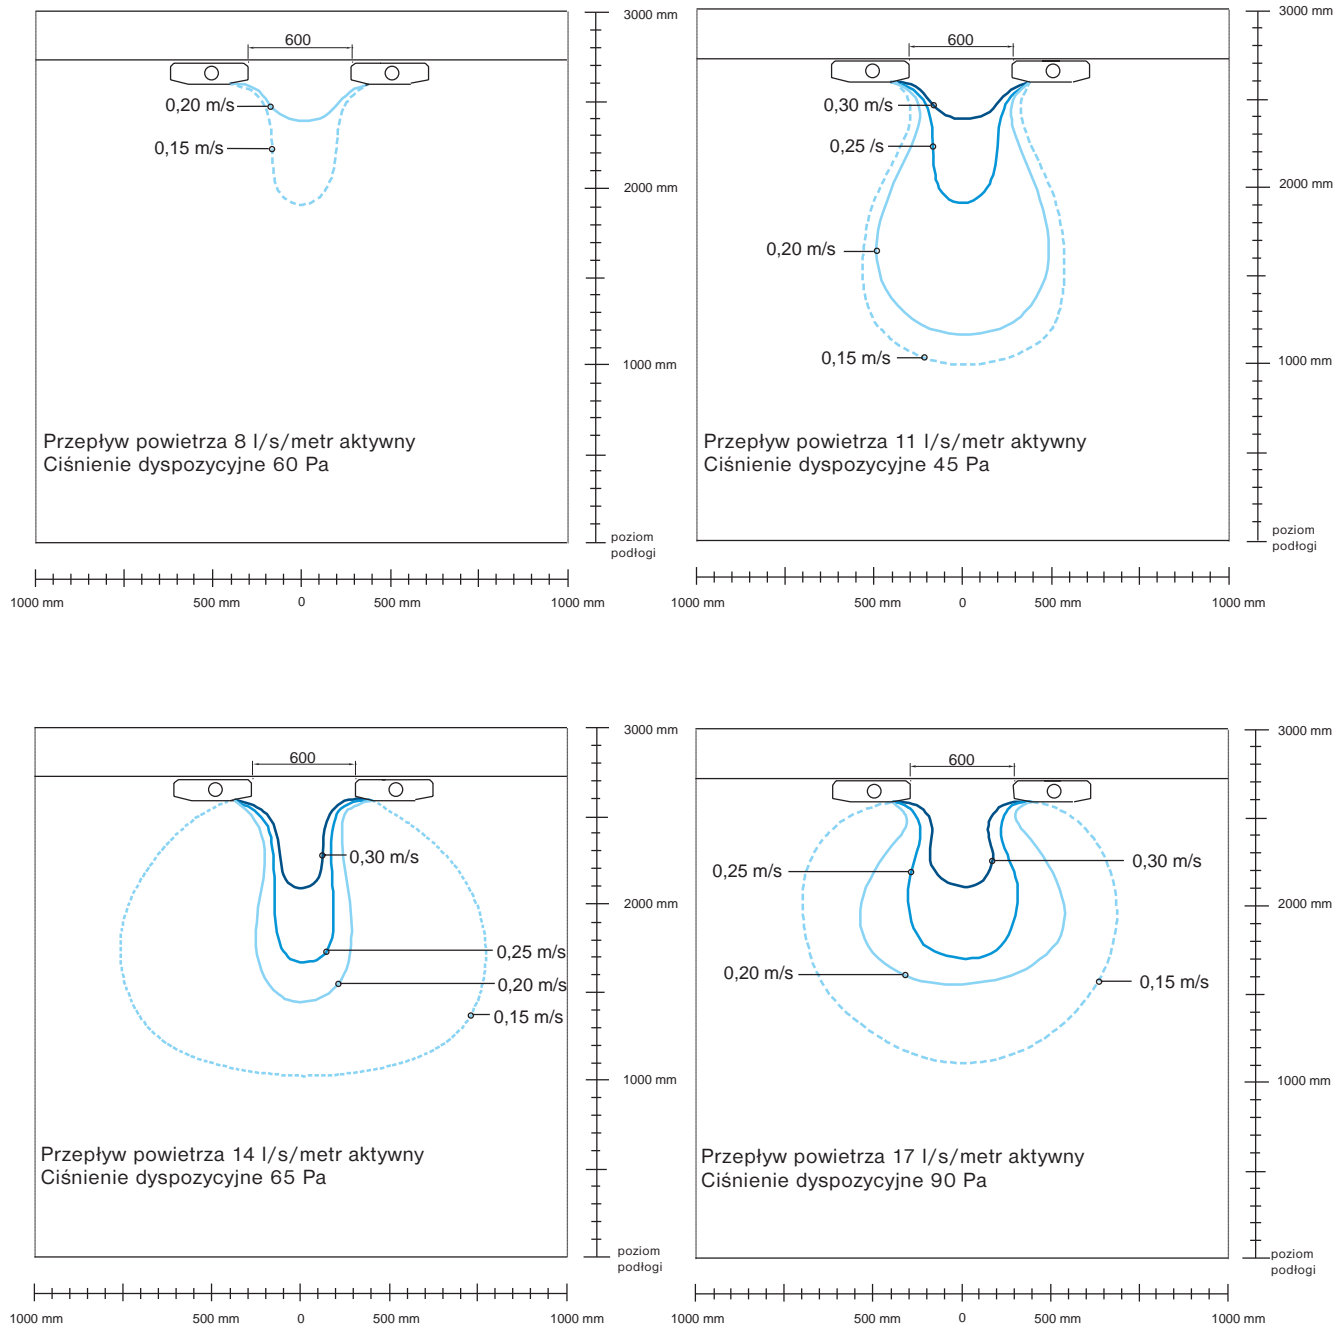 600
0,20 m/s
0,15 m/s
3000 mm
2000 mm
1000 mm
Przepływ powietrza 8 l/s/metr aktywny
Ciśnienie dyspozycyjne 60 Pa
poziom
podłogi
1000 mm
500 mm
0
500 mm
1000 mm
600
0,30 m/s
0,25 /s
0,20 m/s
0,15 m/s
3000 mm
2000 mm
1000 mm
Przepływ powietrza 11 l/s/metr aktywny
Ciśnienie dyspozycyjne 45 Pa
poziom
podłogi
1000 mm
500 mm
0
500 mm
1000 mm
600
0,30 m/s
0,25 m/s
0,20 m/s
0,15 m/s
3000 mm
2000 mm
1000 mm
Przepływ powietrza 14 l/s/metr aktywny
Ciśnienie dyspozycyjne 65 Pa
poziom
podłogi
1000 mm
500 mm
0
500 mm
1000 mm
600
0,30 m/s
0,25 m/s
0,20 m/s
0,15 m/s
3000 mm
2000 mm
1000 mm
Przepływ powietrza 17 l/s/metr aktywny
Ciśnienie dyspozycyjne 90 Pa
poziom
podłogi
1000 mm
500 mm
0
500 mm
1000 mm